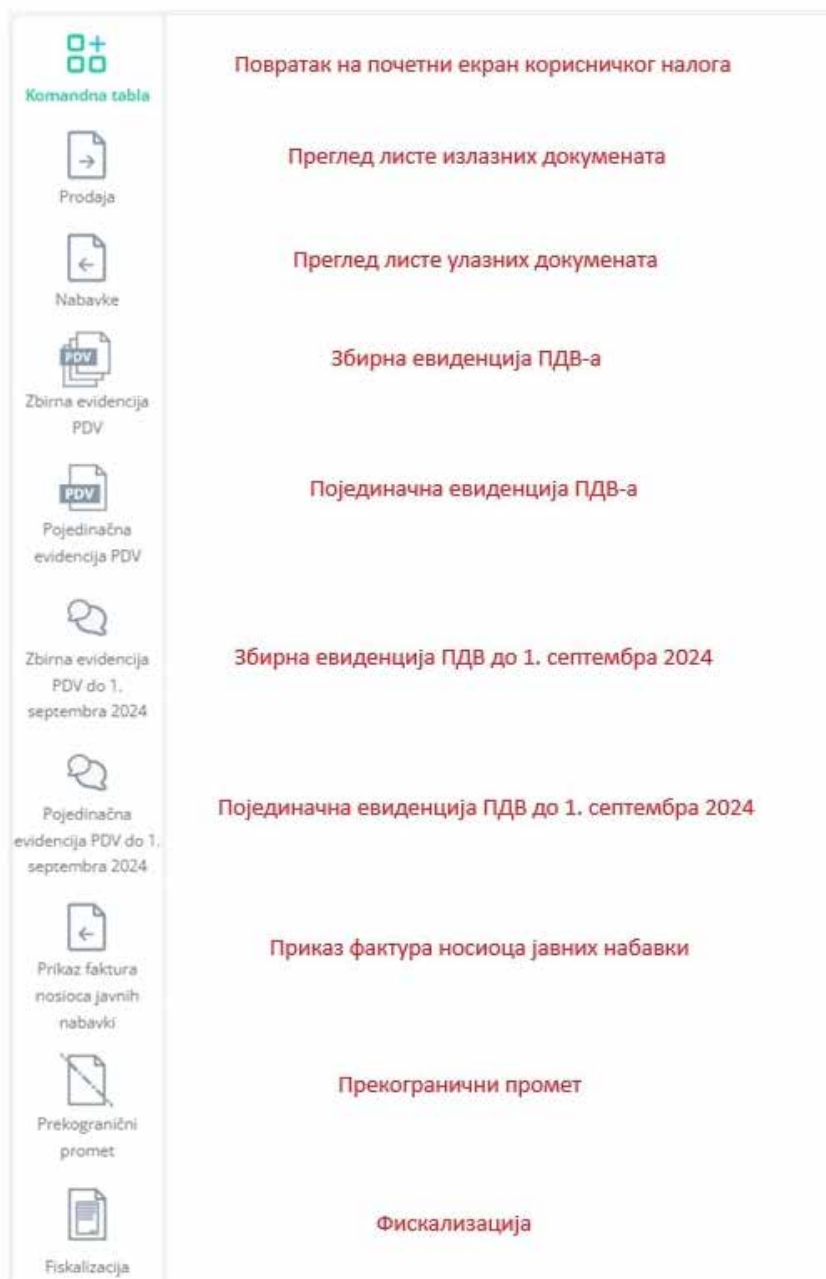 Komandna tabla
Повратак на почетни екран корисничког налога
Prodaja
Преглед листе излазних докумената
Nabavke
Преглед листе улазних докумената
PDV
Zbirna evidencija
PDV
Збирна евиденција ПДВ-а
PDV
Pojedinačna
evidencija PDV
Појединачна евиденција ПДВ-а
Zbirna evidencija
PDV do 1.
septembra 2024
Збирна евиденција ПДВ до 1. септембра 2024
Pojedinačna
evidencija PDV do 1.
septembra 2024
Појединачна евиденција ПДВ до 1. септембра 2024
Prikaz faktura
nosioca javnih
nabavki
Приказ фактура носиоца јавних набавки
Prekogranični
promet
Прекогранични промет
Fiskalizacija
Фискализација